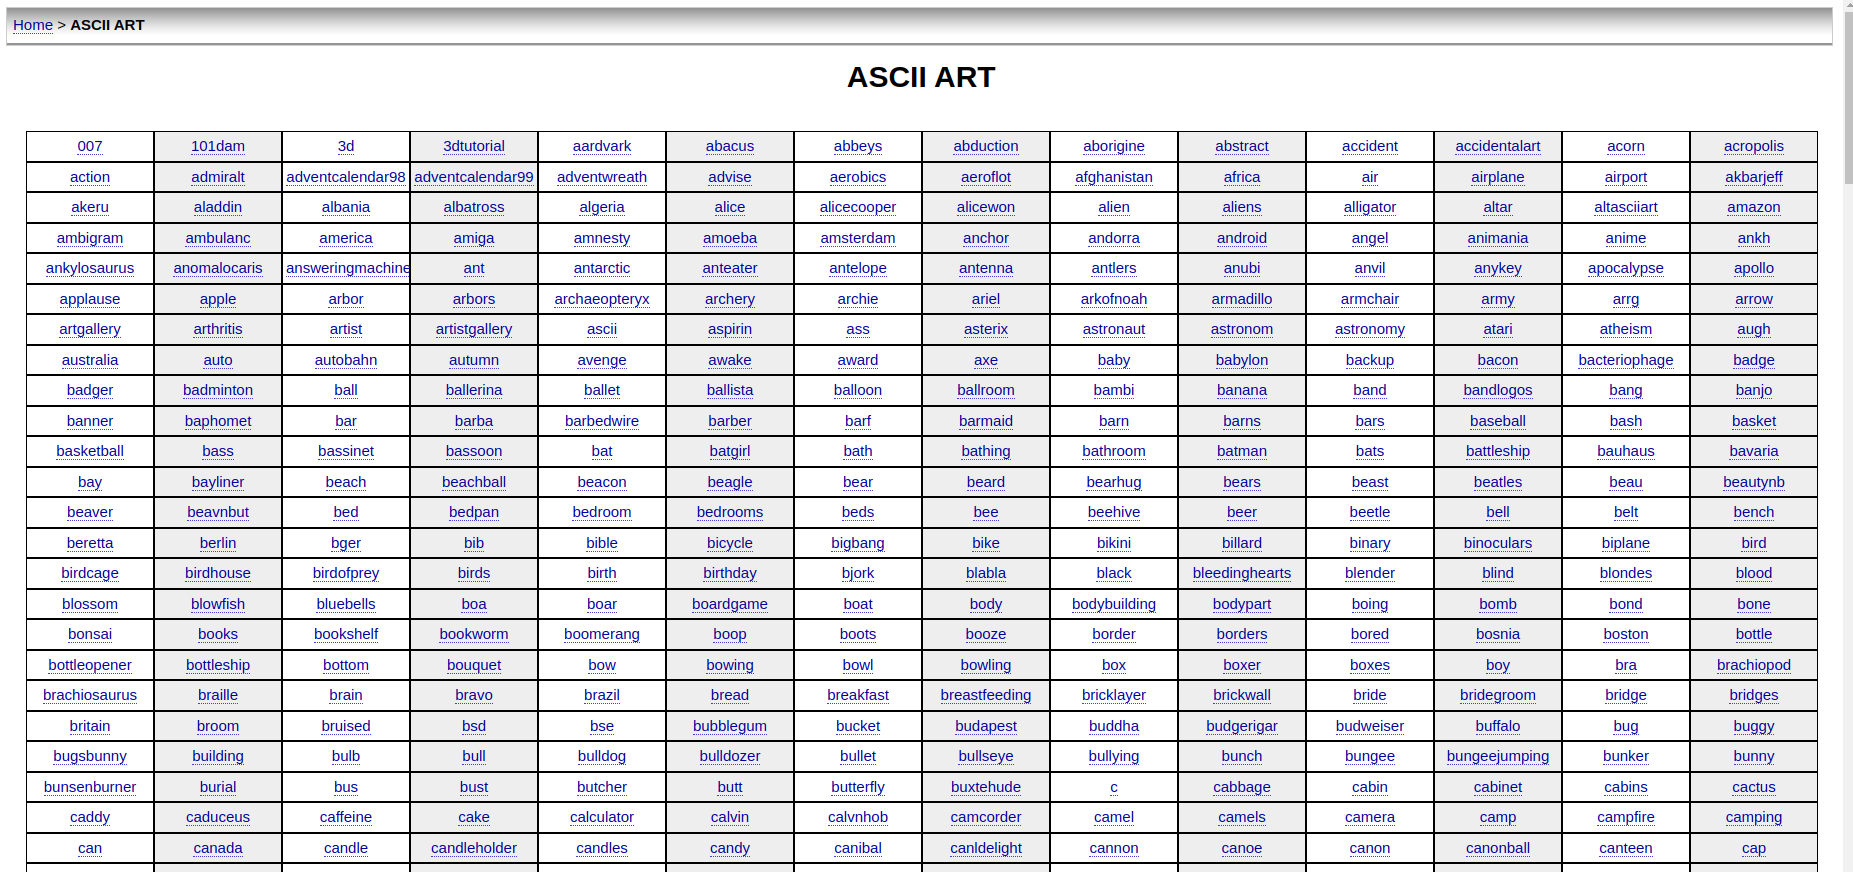 Home > ASCII ART
ASCII ART
007 101dam 3d 3dtutorial aardvark abacus abbeys abduction aborigine abstract accident accidentalart acorn acropolis
action admiralt adventcalendar98 adventcalendar99 adventwreath advise aerobics aeroflot afghanistan africa air airplane airport akbarjeff
akeru aladdin albania albatross algeria alice alicecooper alicewon alien aliens alligator altar altasciiart amazon
ambigram ambulanc america amiga amnesty amoeba amsterdam anchor andorra android angel animania anime ankh
ankylosaurus anomalocaris answeringmachine ant antarctic anteater antelope antenna antlers anubi anvil anykey apocalypse apollo
applause apple arbor arbors archaeopteryx archery archie ariel arkofnoah armadillo armchair army arrg arrow
artgallery arthritis artist artistgallery ascii aspirin ass asterix astronaut astronom astronomy atari atheism augh
australia auto autobahn autumn avenge awake award axe baby babylon backup bacon bacteriophage badge
badger badminton ball ballerina ballet ballista balloon ballroom bambi banana band bandlogos bang banjo
banner baphomet bar barba barbedwire barber barf barmaid barn barns bars baseball bash basket
basketball bass bassinet bassoon bat batgirl bath bathing bathroom batman bats battleship bauhaus bavaria
bay bayliner beach beachball beacon beagle bear beard bearhug bears beast beatles beau beautynb
beaver beavnbut bed bedpan bedroom bedrooms beds bee beehive beer beetle bell belt bench
beretta berlin bger bib bible bicycle bigbang bike bikini billard binary binoculars biplane bird
birdcage birdhouse birdofprey birds birth birthday bjork blabla black bleedinghearts blender blind blondes blood
blossom blowfish bluebells boa boar boardgame boat body bodybuilding bodypart boing bomb bond bone
bonsai books bookshelf bookworm boomerang boop boots booze border borders bored bosnia boston bottle
bottleopener bottleship bottom bouquet bow bowing bowl bowling box boxer boxes boy bra brachiopod
brachiosaurus braille brain bravo brazil bread breakfast breastfeeding bricklayer brickwall bride bridegroom bridge bridges
britain broom bruised bsd bse bubblegum bucket budapest buddha budgerigar budweiser buffalo bug buggy
bugsbunny building bulb bull bulldog bulldozer bullet bullseye bullying bunch bungee bungeejumping bunker bunny
bunsenburner burial bus bust butcher butt butterfly buxtehude c cabbage cabin cabinet cabins cactus
caddy caduceus caffeine cake calculator calvin calvnhob camcorder camel camels camera camp campfire camping
can canada candle candleholder candles candy canibal canldelight cannon canoe canon canonball canteen cap